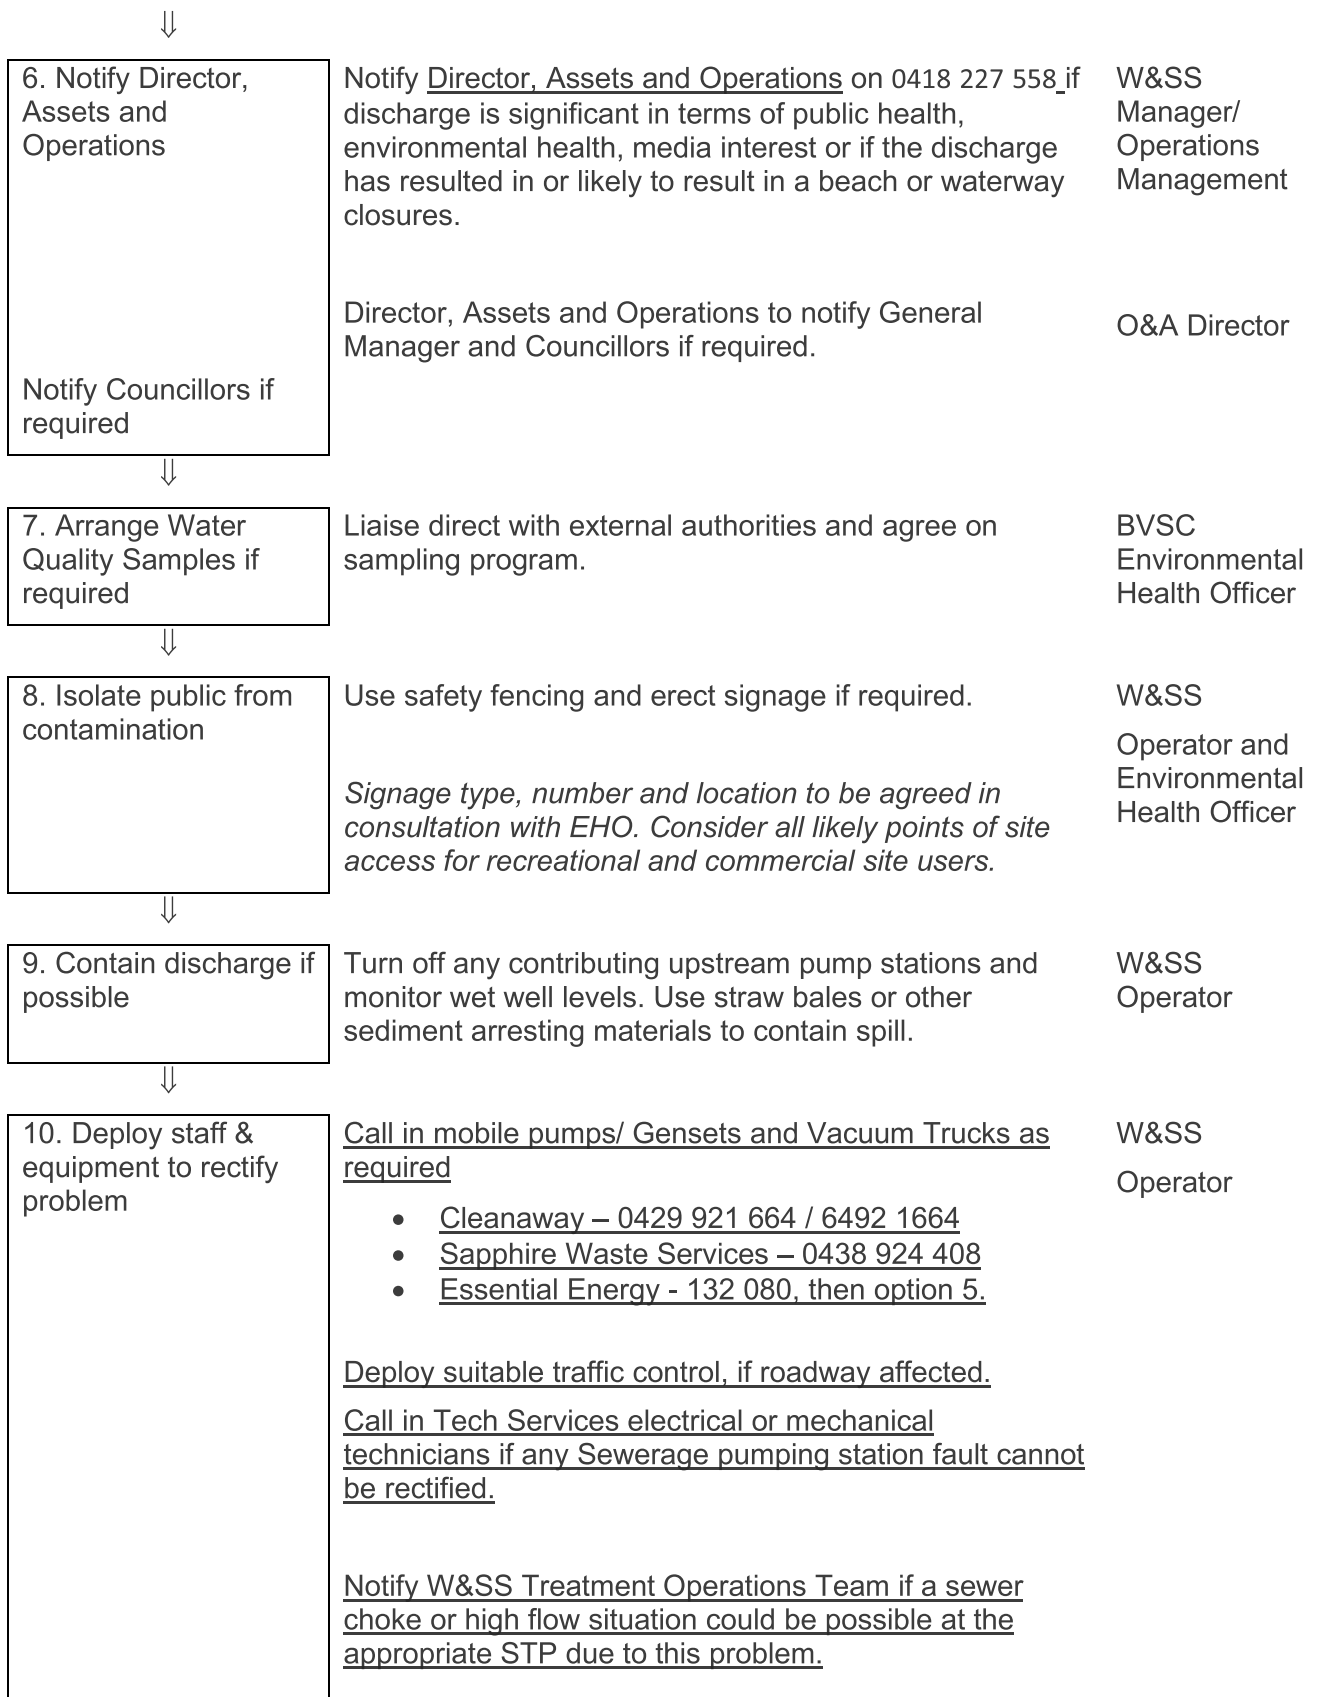 ⇓
6. Notify Director,
Assets and
Operations
Notify Councillors if
required
Notify Director, Assets and Operations on 0418 227 558 if
discharge is significant in terms of public health,
environmental health, media interest or if the discharge
has resulted in or likely to result in a beach or waterway
closures.
Director, Assets and Operations to notify General
Manager and Councillors if required.
W&SS
Manager/
Operations
Management
O&A Director
⇓
7. Arrange Water
Quality Samples if
required
Liaise direct with external authorities and agree on
sampling program.
BVSC
Environmental
Health Officer
⇓
8. Isolate public from
contamination
Use safety fencing and erect signage if required.
Signage type, number and location to be agreed in
consultation with EHO. Consider all likely points of site
access for recreational and commercial site users.
W&SS
Operator and
Environmental
Health Officer
⇓
9. Contain discharge if
possible
Turn off any contributing upstream pump stations and
monitor wet well levels. Use straw bales or other
sediment arresting materials to contain spill.
W&SS
Operator
⇓
10. Deploy staff &
equipment to rectify
problem
Call in mobile pumps/ Gensets and Vacuum Trucks as
required
• Cleanaway – 0429 921 664 / 6492 1664
• Sapphire Waste Services – 0438 924 408
• Essential Energy - 132 080, then option 5.
Deploy suitable traffic control, if roadway affected.
Call in Tech Services electrical or mechanical
technicians if any Sewerage pumping station fault cannot
be rectified.
Notify W&SS Treatment Operations Team if a sewer
choke or high flow situation could be possible at the
appropriate STP due to this problem.
W&SS
Operator